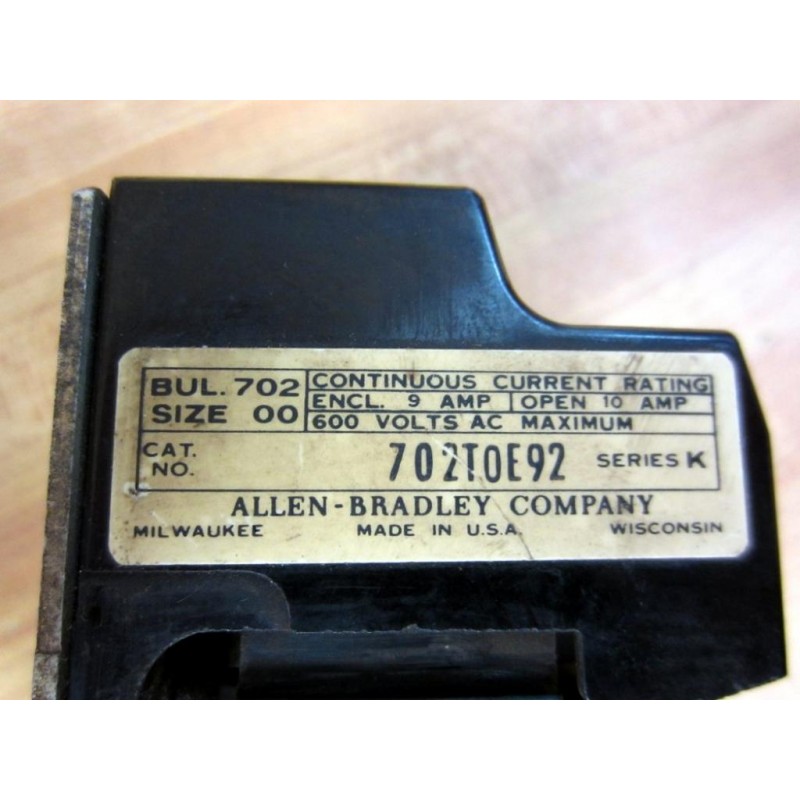 BUL. 702
SIZE 00
CONTINUOUS CURRENT RATING
ENCL. 9 AMP OPEN 10 AMP
600 VOLTS AC MAXIMUM
CAT. NO. 702T0E92 SERIES K
ALLEN-BRADLEY COMPANY
MILWAUKEE MADE IN U.S.A. WISCONSIN